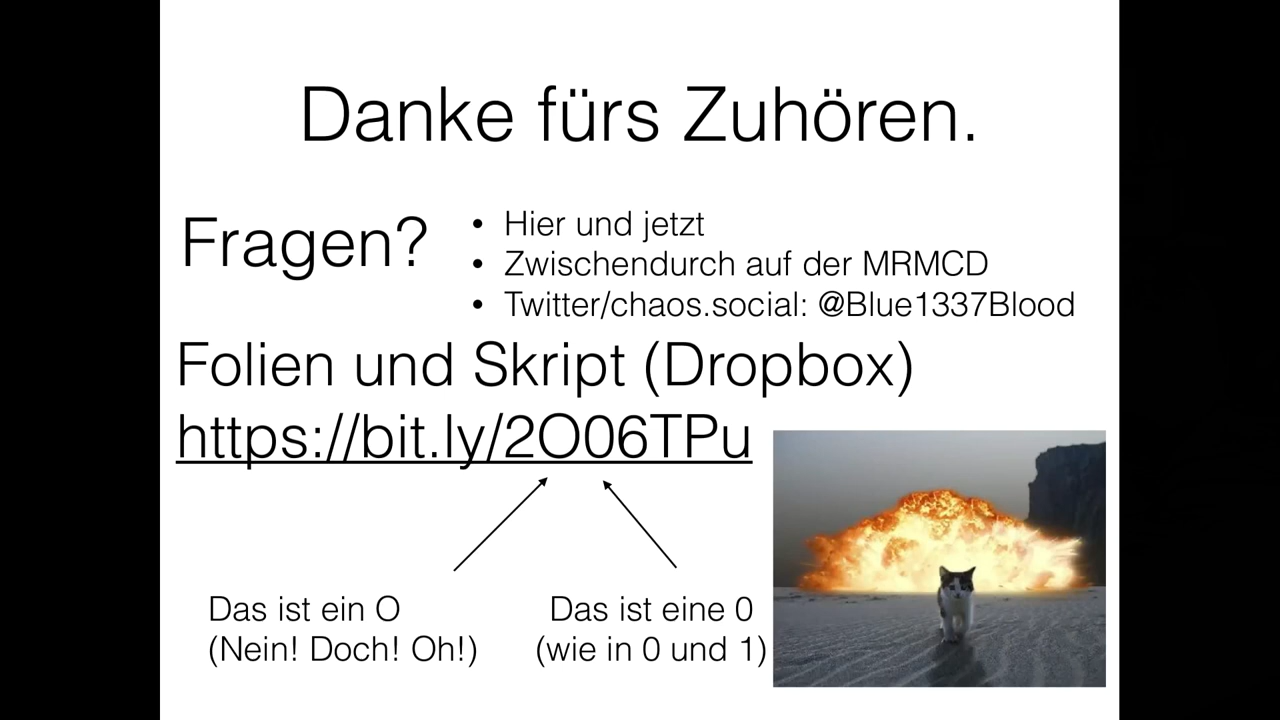 Danke fürs Zuhören.
Fragen?
• Hier und jetzt
• Zwischendurch auf der MRMCD
• Twitter/chaos.social: @Blue1337Blood
Folien und Skript (Dropbox)
https://bit.ly/2O06TPu
Das ist ein O
(Nein! Doch! Oh!)
Das ist eine 0
(wie in 0 und 1)